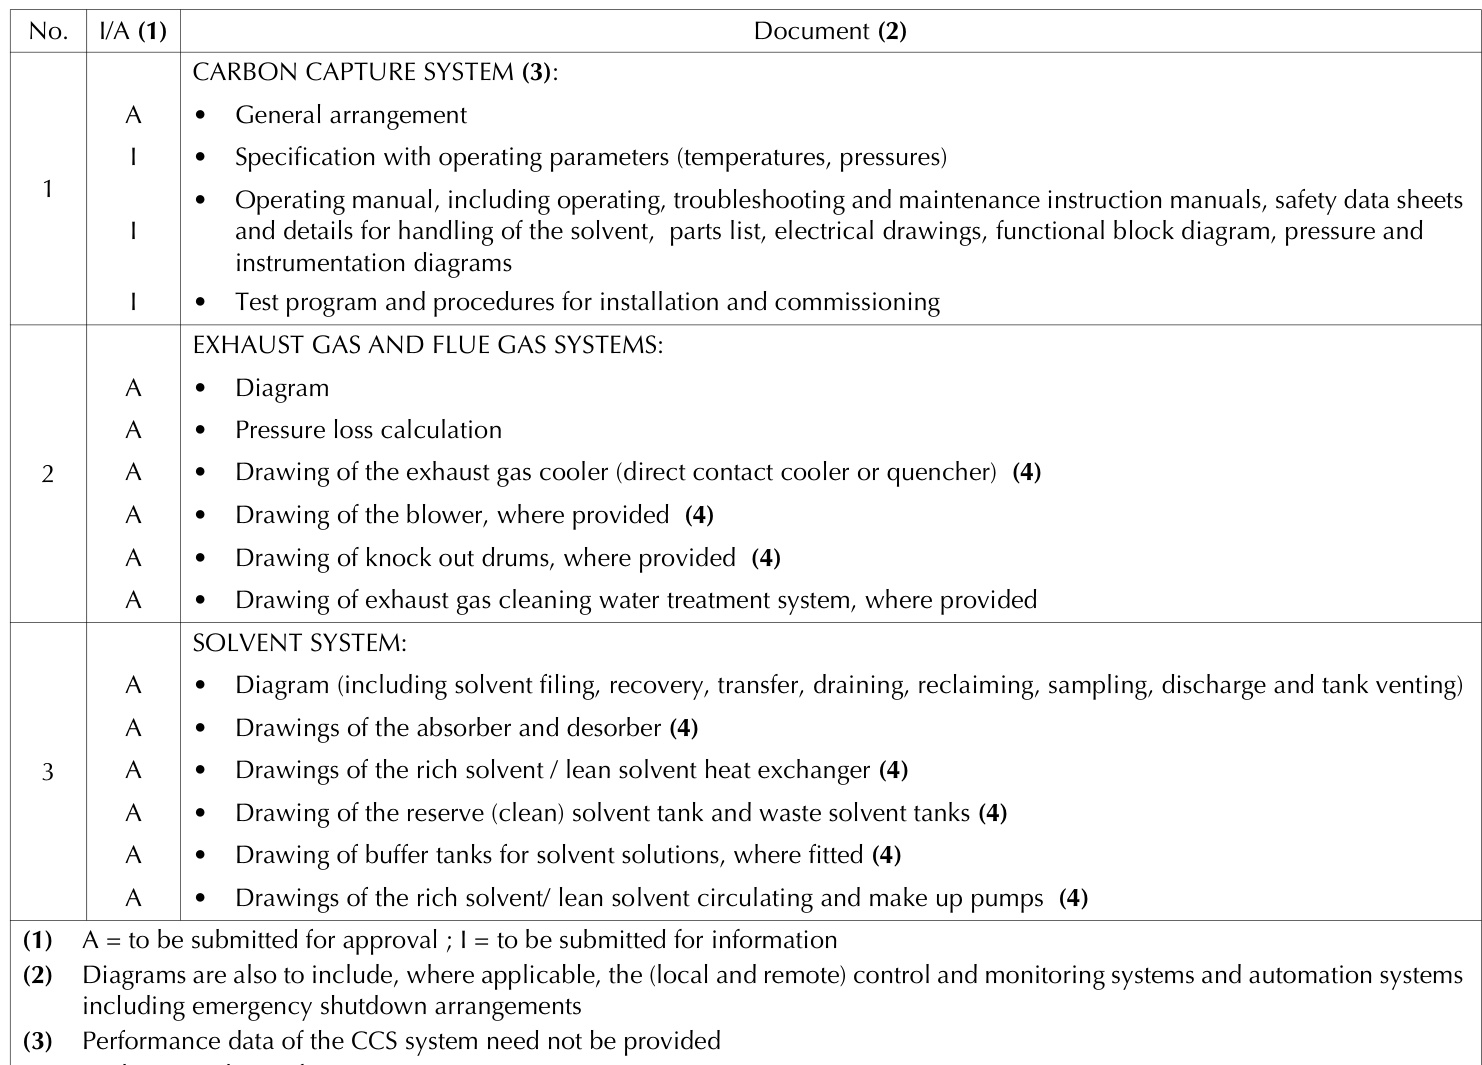 No. I/A (1) Document (2)
CARBON CAPTURE SYSTEM (3):
A • General arrangement
I • Specification with operating parameters (temperatures, pressures)
1
• Operating manual, including operating, troubleshooting and maintenance instruction manuals, safety data sheets
I and details for handling of the solvent, parts list, electrical drawings, functional block diagram, pressure and
instrumentation diagrams
I • Test program and procedures for installation and commissioning
EXHAUST GAS AND FLUE GAS SYSTEMS:
A • Diagram
A • Pressure loss calculation
2 A • Drawing of the exhaust gas cooler (direct contact cooler or quencher) (4)
A • Drawing of the blower, where provided (4)
A • Drawing of knock out drums, where provided (4)
A • Drawing of exhaust gas cleaning water treatment system, where provided
SOLVENT SYSTEM:
A • Diagram (including solvent filing, recovery, transfer, draining, reclaiming, sampling, discharge and tank venting)
A • Drawings of the absorber and desorber (4)
3 A • Drawings of the rich solvent / lean solvent heat exchanger (4)
A • Drawing of the reserve (clean) solvent tank and waste solvent tanks (4)
A • Drawing of buffer tanks for solvent solutions, where fitted (4)
A • Drawings of the rich solvent/ lean solvent circulating and make up pumps (4)
(1) A = to be submitted for approval ; I = to be submitted for information
(2) Diagrams are also to include, where applicable, the (local and remote) control and monitoring systems and automation systems
including emergency shutdown arrangements
(3) Performance data of the CCS system need not be provided